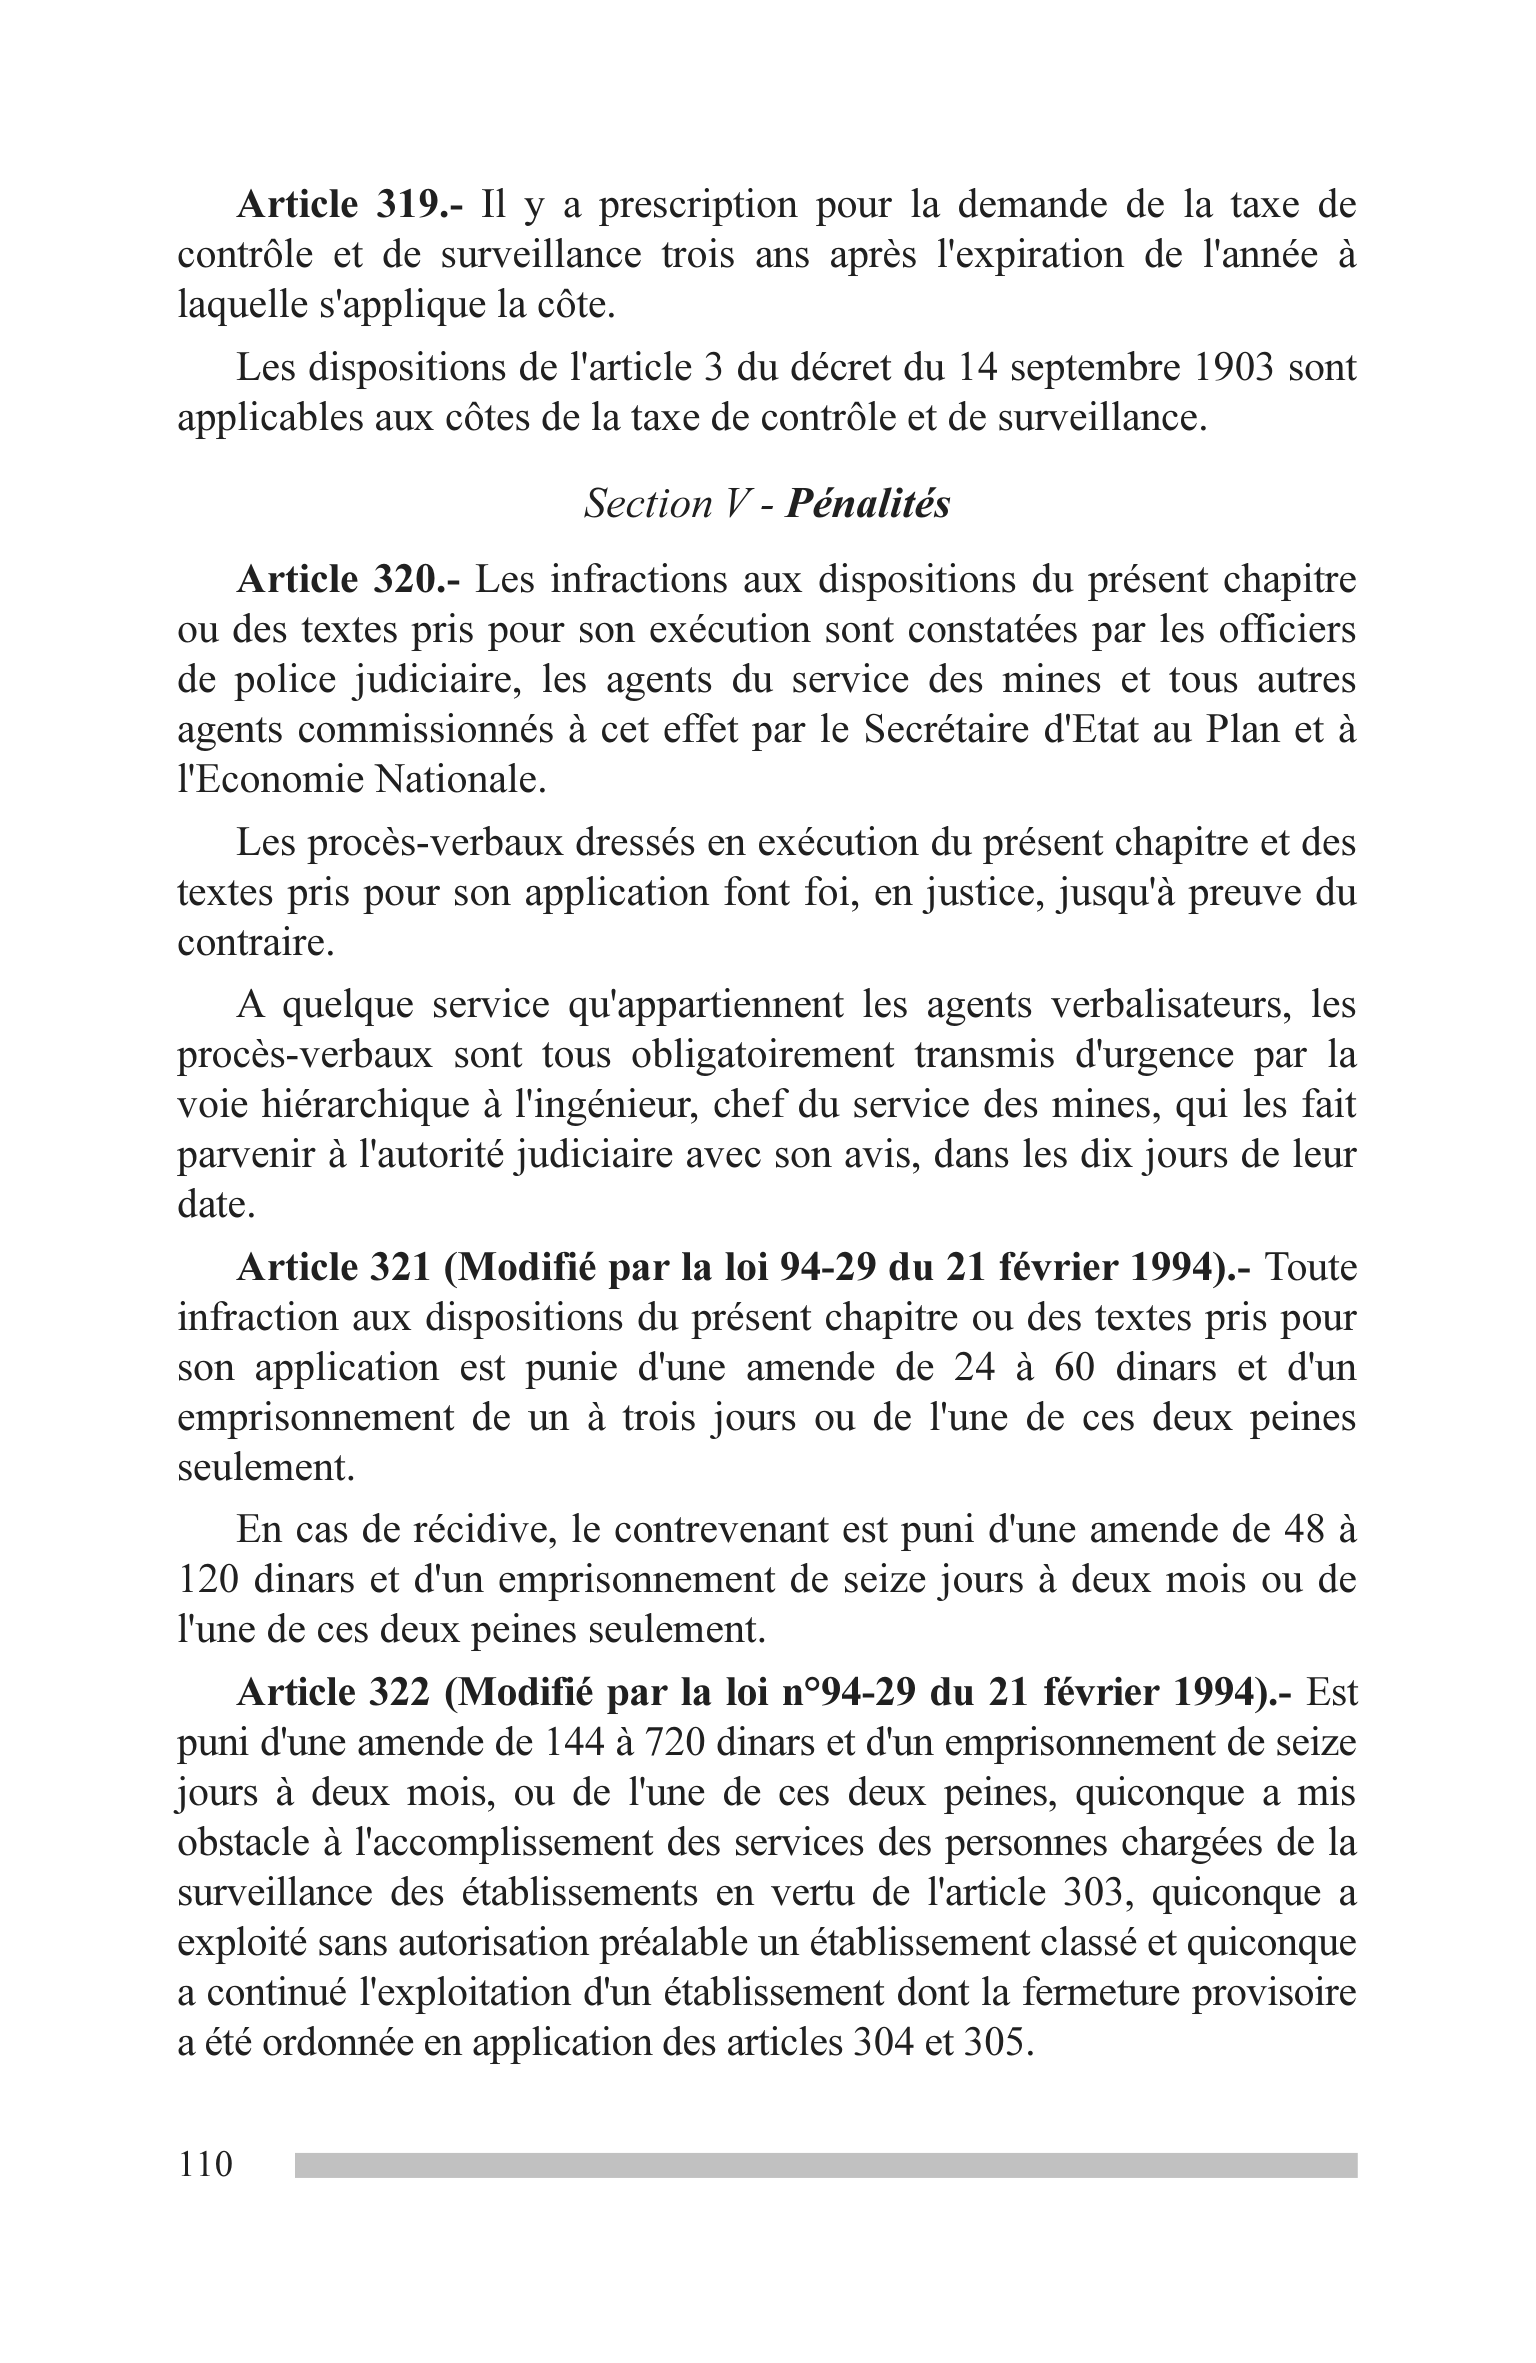 Article 319.- Il y a prescription pour la demande de la taxe de
contrôle et de surveillance trois ans après l'expiration de l'année à
laquelle s'applique la côte.
Les dispositions de l'article 3 du décret du 14 septembre 1903 sont
applicables aux côtes de la taxe de contrôle et de surveillance.
Section V - Pénalités
Article 320.- Les infractions aux dispositions du présent chapitre
ou des textes pris pour son exécution sont constatées par les officiers
de police judiciaire, les agents du service des mines et tous autres
agents commissionnés à cet effet par le Secrétaire d'Etat au Plan et à
l'Economie Nationale.
Les procès-verbaux dressés en exécution du présent chapitre et des
textes pris pour son application font foi, en justice, jusqu'à preuve du
contraire.
A quelque service qu'appartiennent les agents verbalisateurs, les
procès-verbaux sont tous obligatoirement transmis d'urgence par la
voie hiérarchique à l'ingénieur, chef du service des mines, qui les fait
parvenir à l'autorité judiciaire avec son avis, dans les dix jours de leur
date.
Article 321 (Modifié par la loi 94-29 du 21 février 1994).- Toute
infraction aux dispositions du présent chapitre ou des textes pris pour
son application est punie d'une amende de 24 à 60 dinars et d'un
emprisonnement de un à trois jours ou de l'une de ces deux peines
seulement.
En cas de récidive, le contrevenant est puni d'une amende de 48 à
120 dinars et d'un emprisonnement de seize jours à deux mois ou de
l'une de ces deux peines seulement.
Article 322 (Modifié par la loi n°94-29 du 21 février 1994).- Est
puni d'une amende de 144 à 720 dinars et d'un emprisonnement de seize
jours à deux mois, ou de l'une de ces deux peines, quiconque a mis
obstacle à l'accomplissement des services des personnes chargées de la
surveillance des établissements en vertu de l'article 303, quiconque a
exploité sans autorisation préalable un établissement classé et quiconque
a continué l'exploitation d'un établissement dont la fermeture provisoire
a été ordonnée en application des articles 304 et 305.
110